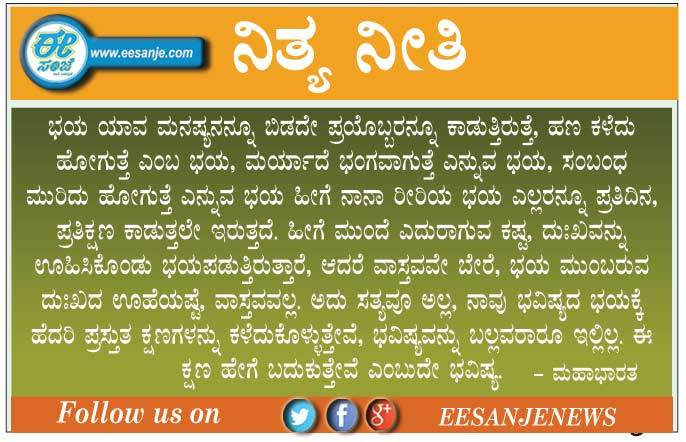 ಈ ಸಂಜೆ
www.eesanje.com
ನಿತ್ಯ ನೀತಿ
ಭಯ ಯಾವ ಮನಷ್ಯನನ್ನೂ ಬಿಡದೇ ಪ್ರಯೊಬ್ಬರನ್ನೂ ಕಾಡುತ್ತಿರುತ್ತೆ, ಹಣ ಕಳೆದು
ಹೋಗುತ್ತೆ ಎಂಬ ಭಯ, ಮರ್ಯಾದೆ ಭಂಗವಾಗುತ್ತೆ ಎನ್ನುವ ಭಯ, ಸಂಬಂಧ
ಮುರಿದು ಹೋಗುತ್ತೆ ಎನ್ನುವ ಭಯ ಹೀಗೆ ನಾನಾ ರೀರಿಯ ಭಯ ಎಲ್ಲರನ್ನೂ ಪ್ರತಿದಿನ,
ಪ್ರತಿಕ್ಷಣ ಕಾಡುತ್ತಲೇ ಇರುತ್ತದೆ. ಹೀಗೆ ಮುಂದೆ ಎದುರಾಗುವ ಕಷ್ಟ, ದುಃಖವನ್ನು
ಊಹಿಸಿಕೊಂಡು ಭಯಪಡುತ್ತಿರುತ್ತಾರೆ, ಆದರೆ ವಾಸ್ತವವೇ ಬೇರೆ, ಭಯ ಮುಂಬರುವ
ದುಃಖದ ಊಹೆಯಷ್ಟೆ, ವಾಸ್ತವವಲ್ಲ. ಅದು ಸತ್ಯವೂ ಅಲ್ಲ, ನಾವು ಭವಿಷ್ಯದ ಭಯಕ್ಕೆ
ಹೆದರಿ ಪ್ರಸ್ತುತ ಕ್ಷಣಗಳನ್ನು ಕಳೆದುಕೊಳ್ಳುತ್ತೇವೆ, ಭವಿಷ್ಯವನ್ನು ಬಲ್ಲವರಾರೂ ಇಲ್ಲಿಲ್ಲ. ಈ
ಕ್ಷಣ ಹೇಗೆ ಬದುಕುತ್ತೇವೆ ಎಂಬುದೇ ಭವಿಷ್ಯ. – ಮಹಾಭಾರತ
Follow us on f g+ EESANJENEWS